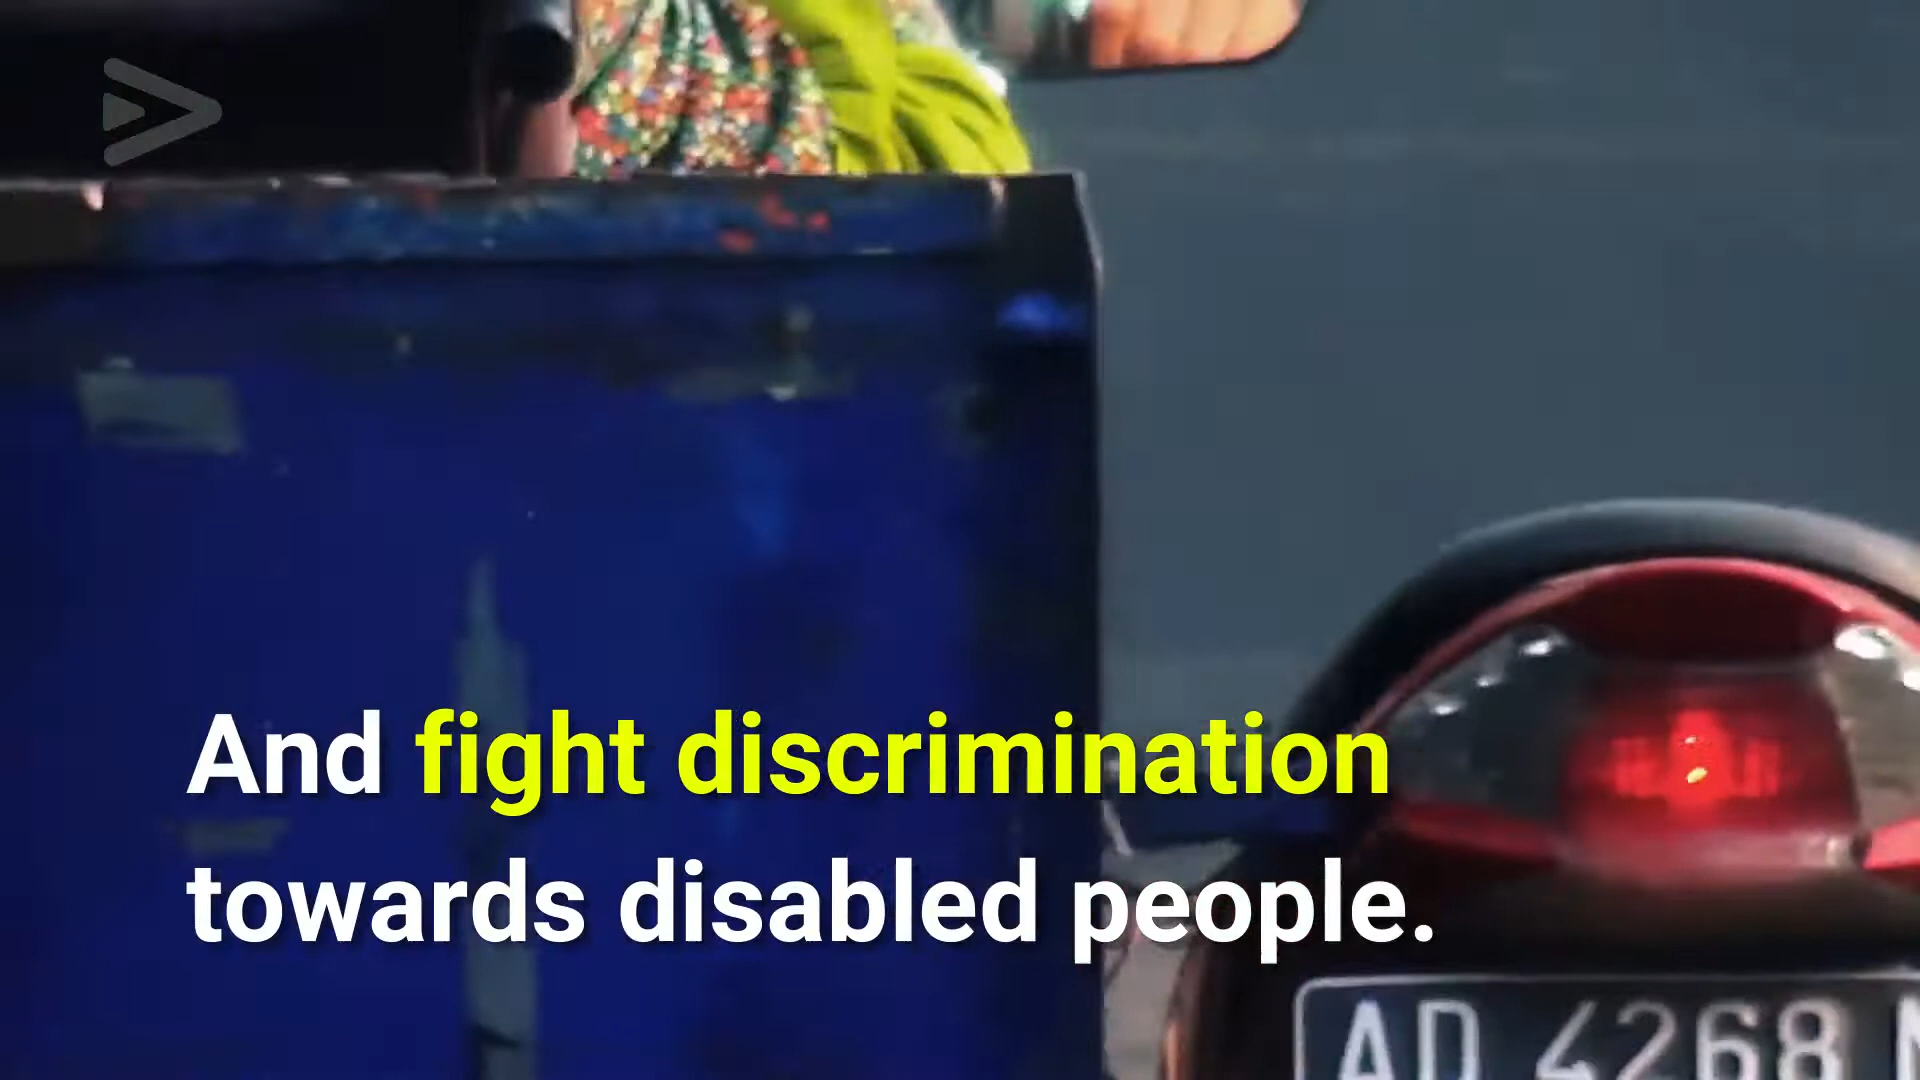 And fight discrimination
towards disabled people.
AD 4268